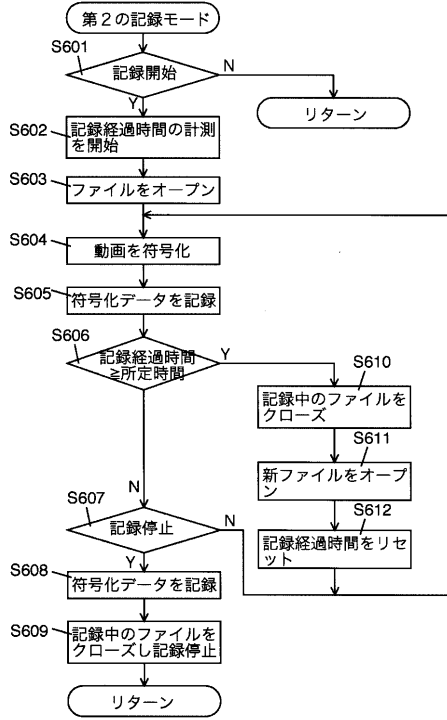 第2の記録モード
S601
記録開始
N
Y
リターン
S602
記録経過時間の計測
を開始
S603
ファイルをオープン
S604
動画を符号化
S605
符号化データを記録
S606
記録経過時間
≧所定時間
Y
N
S610
記録中のファイルを
クローズ
S611
新ファイルをオープ
ン
S612
記録経過時間をリセ
ット
S607
記録停止
N
Y
S608
符号化データを記録
S609
記録中のファイルを
クローズし記録停止
リターン